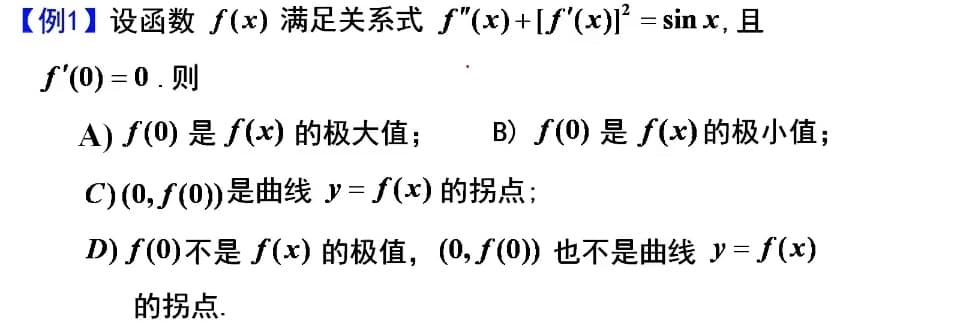 【例1】设函数 f(x) 满足关系式 f″(x)+[f′(x)]²=sin x, 且
f′(0)=0 . 则
A) f(0) 是 f(x) 的极大值; B) f(0) 是 f(x)的极小值;
C)(0,f(0))是曲线 y=f(x) 的拐点;
D) f(0)不是 f(x) 的极值, (0,f(0)) 也不是曲线 y=f(x)
的拐点.